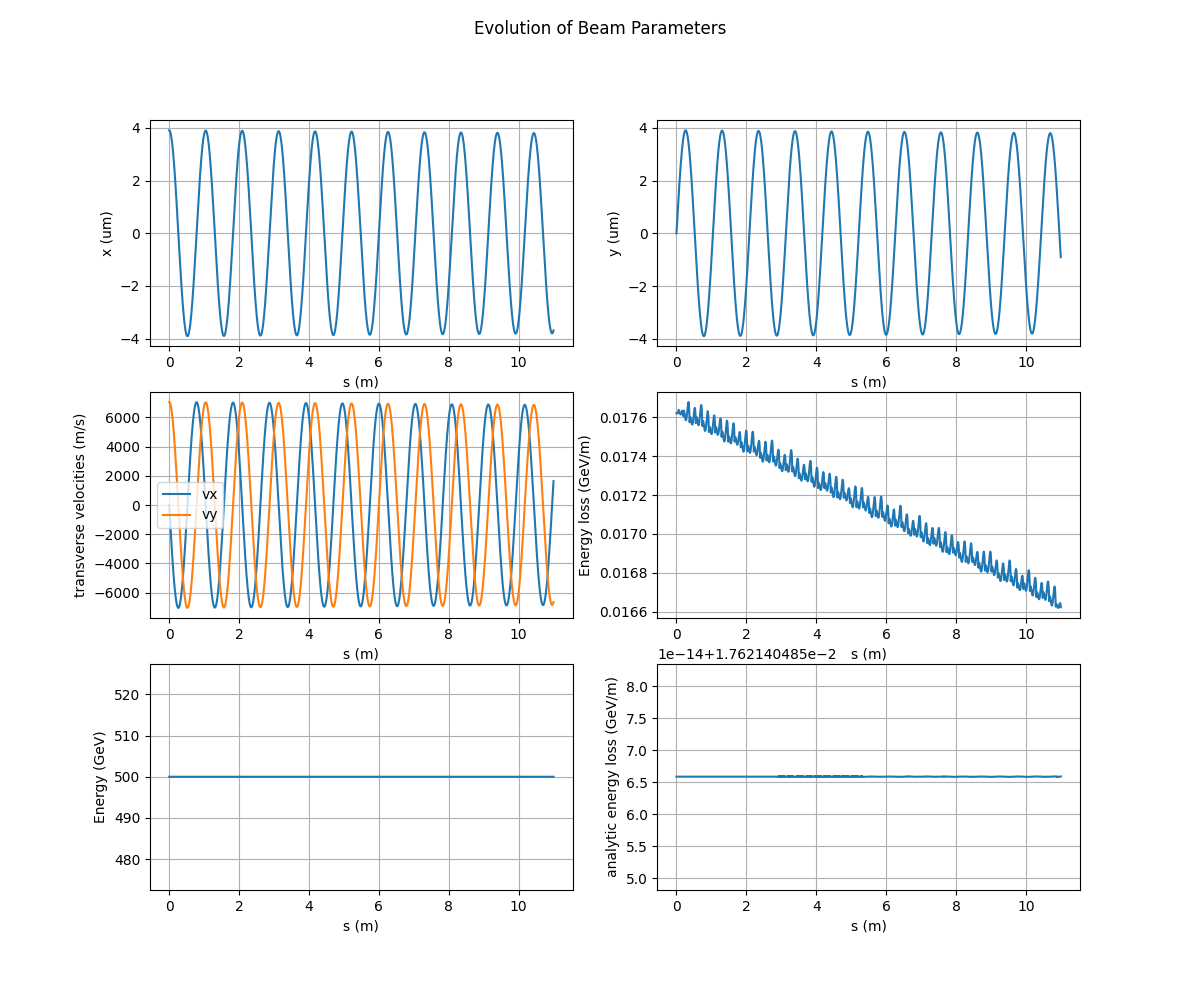 Evolution of Beam Parameters
4
2
0
−2
−4
x (um)
0 2 4 6 8 10
s (m)
4
2
0
−2
−4
y (um)
0 2 4 6 8 10
s (m)
6000
4000
2000
0
−2000
−4000
−6000
transverse velocities (m/s)
vx
vy
0 2 4 6 8 10
s (m)
0.0176
0.0174
0.0172
0.0170
0.0168
0.0166
Energy loss (GeV/m)
0 2 4 6 8 10
s (m)
520
510
500
490
480
Energy (GeV)
0 2 4 6 8 10
s (m)
1e−14+1.762140485e−2
8.0
7.5
7.0
6.5
6.0
5.5
5.0
analytic energy loss (GeV/m)
0 2 4 6 8 10
s (m)